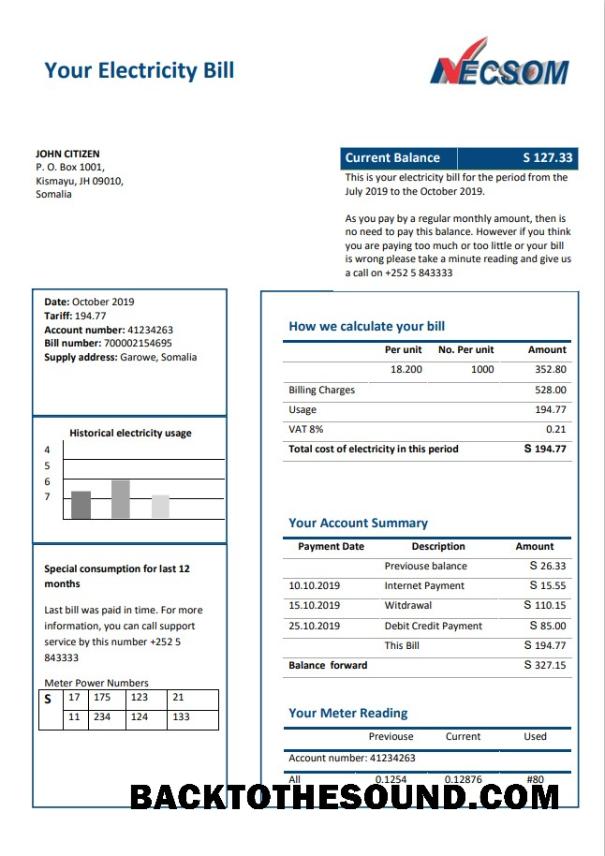 Your Electricity Bill
NECSOM
JOHN CITIZEN
P. O. Box 1001,
Kismayu, JH 09010,
Somalia
Current Balance S 127.33
This is your electricity bill for the period from the
July 2019 to the October 2019.
As you pay by a regular monthly amount, then is
no need to pay this balance. However if you think
you are paying too much or too little or your bill
is wrong please take a minute reading and give us
a call on +252 5 843333
Date: October 2019
Tariff: 194.77
Account number: 41234263
Bill number: 700002154695
Supply address: Garowe, Somalia
Historical electricity usage
4
5
6
7
Special consumption for last 12
months
Last bill was paid in time. For more
information, you can call support
service by this number +252 5
843333
Meter Power Numbers
S 17 175 123 21
11 234 124 133
How we calculate your bill
Per unit No. Per unit Amount
18.200 1000 352.80
Billing Charges 528.00
Usage 194.77
VAT 8% 0.21
Total cost of electricity in this period S 194.77
Your Account Summary
Payment Date Description Amount
Previouse balance S 26.33
10.10.2019 Internet Payment S 15.55
15.10.2019 Witdrawal S 110.15
25.10.2019 Debit Credit Payment S 85.00
This Bill S 194.77
Balance forward S 327.15
Your Meter Reading
Previouse Current Used
Account number: 41234263
All 0.1254 0.12876 #80
BACKTOTHESOUND.COM